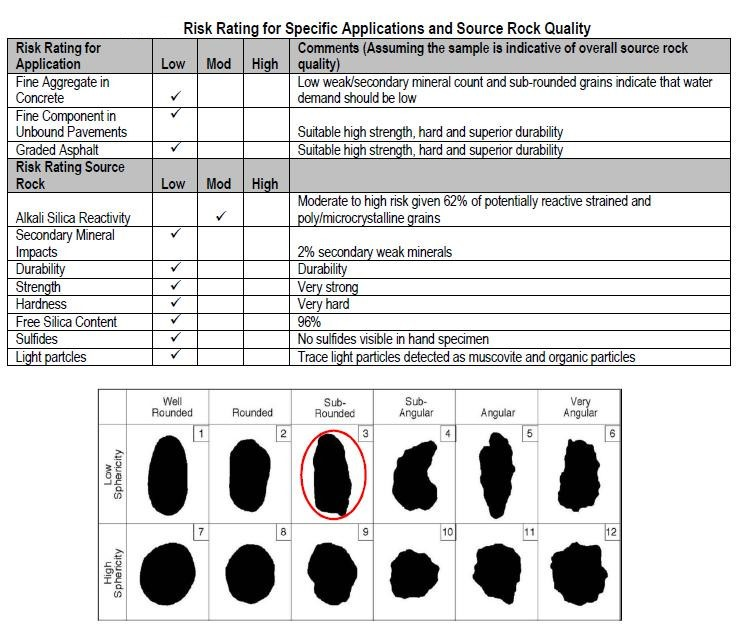 Risk Rating for Specific Applications and Source Rock Quality
Risk Rating for Application Low Mod High Comments (Assuming the sample is indicative of overall source rock quality)
Fine Aggregate in Concrete ✓ Low weak/secondary mineral count and sub-rounded grains indicate that water demand should be low
Fine Component in Unbound Pavements ✓ Suitable high strength, hard and superior durability
Graded Asphalt ✓ Suitable high strength, hard and superior durability
Risk Rating Source Rock Low Mod High
Alkali Silica Reactivity ✓ Moderate to high risk given 62% of potentially reactive strained and poly/microcrystalline grains
Secondary Mineral Impacts ✓ 2% secondary weak minerals
Durability ✓ Durability
Strength ✓ Very strong
Hardness ✓ Very hard
Free Silica Content ✓ 96%
Sulfides ✓ No sulfides visible in hand specimen
Light partcles ✓ Trace light particles detected as muscovite and organic particles
Well Rounded Rounded Sub-Rounded Sub-Angular Angular Very Angular
Low Sphericity 1 2 3 4 5 6
High Sphericity 7 8 9 10 11 12